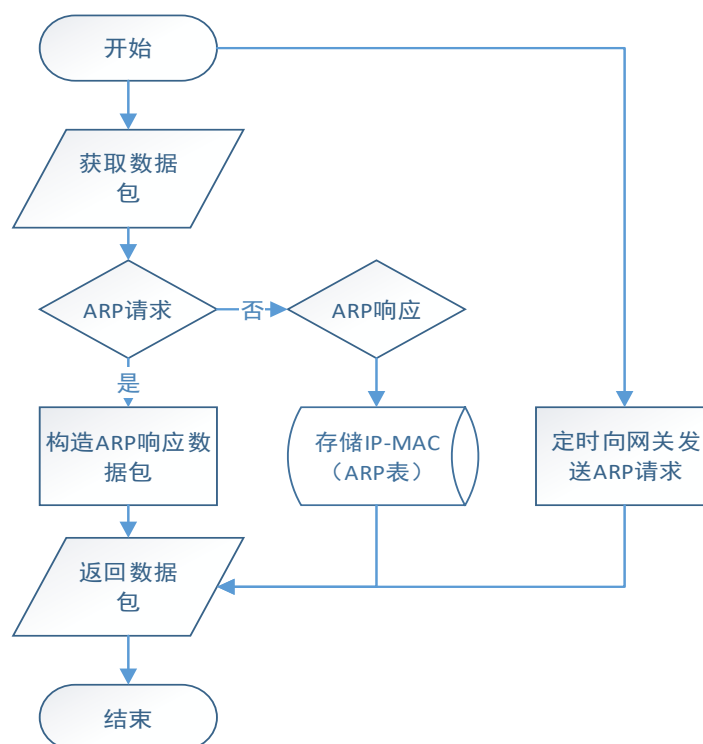 开始
获取数据
包
ARP请求
否
ARP响应
是
构造ARP响应数
据包
存储IP-MAC
（ARP表）
定时向网关发
送ARP请求
返回数据
包
结束